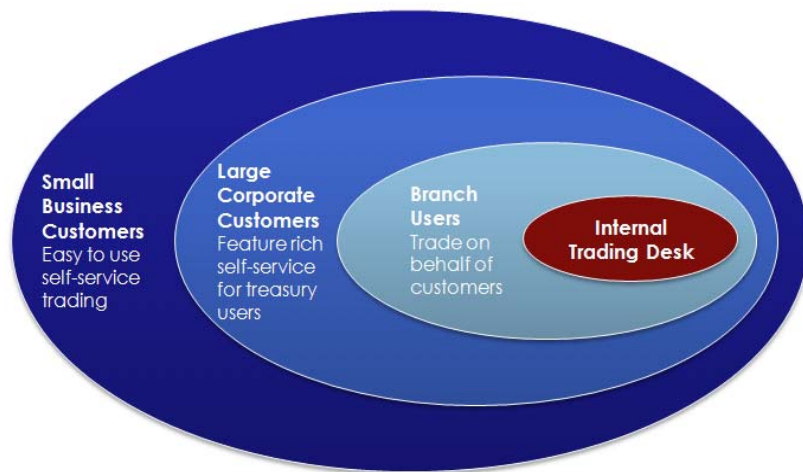 Small
Business
Customers
Easy to use
self-service
trading
Large
Corporate
Customers
Feature rich
self-service
for treasury
users
Branch
Users
Trade on
behalf of
customers
Internal
Trading Desk